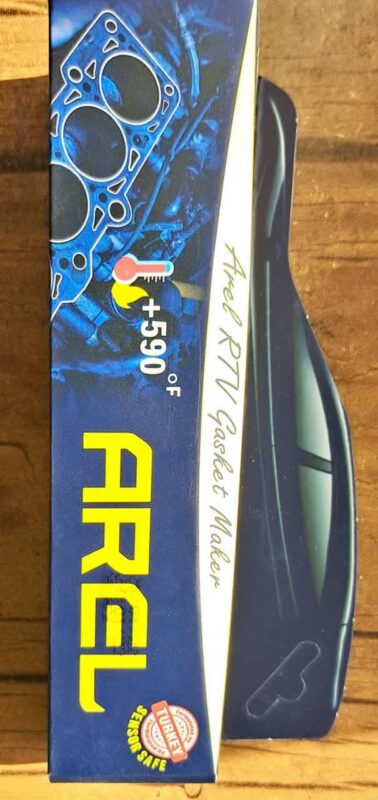 +590 °F
Arel RTV Gasket Maker
AREL
TURKEY
SENSOR SAFE